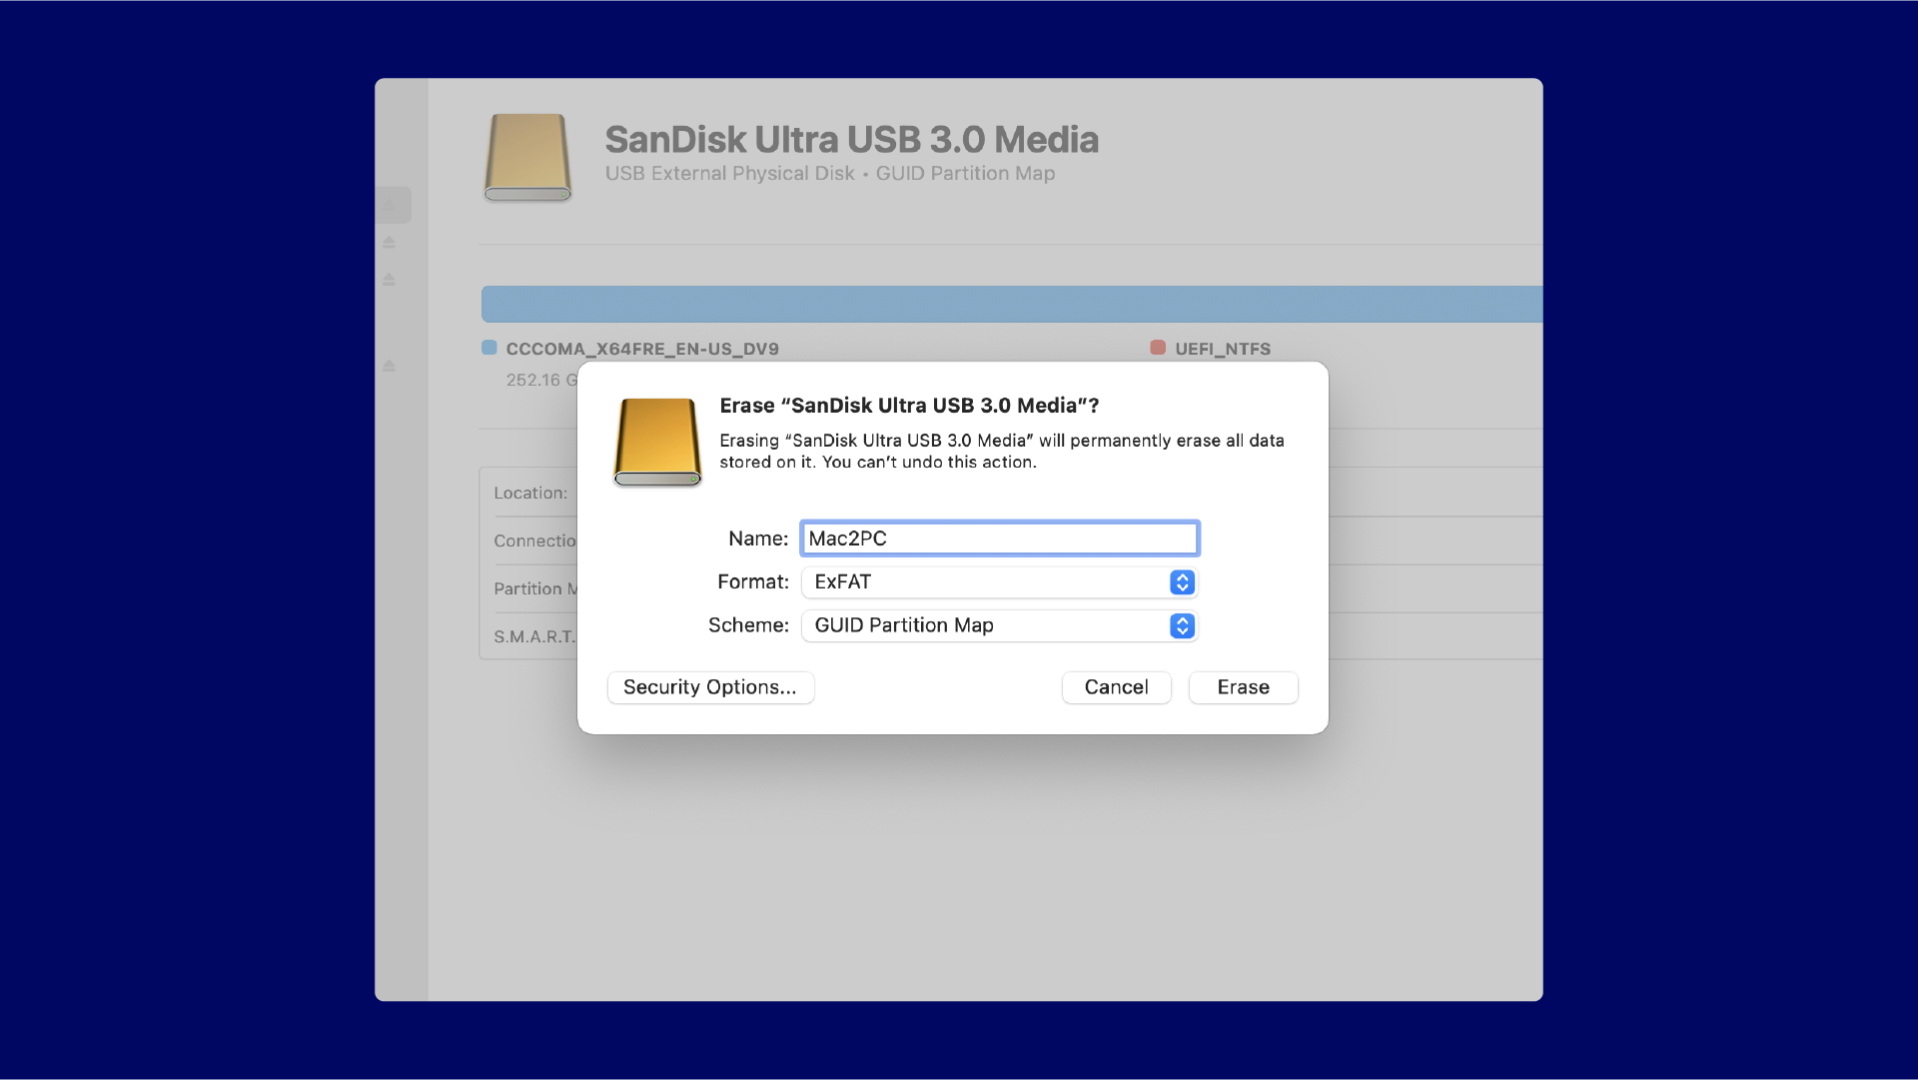 SanDisk Ultra USB 3.0 Media
USB External Physical Disk • GUID Partition Map
CCCOMA_X64FRE_EN-US_DV9
UEFI_NTFS
252.16 G
Erase “SanDisk Ultra USB 3.0 Media”?
Erasing “SanDisk Ultra USB 3.0 Media” will permanently erase all data
stored on it. You can’t undo this action.
Location:
Connectio
Partition M
S.M.A.R.T.
Name: Mac2PC
Format: ExFAT
Scheme: GUID Partition Map
Security Options...
Cancel
Erase